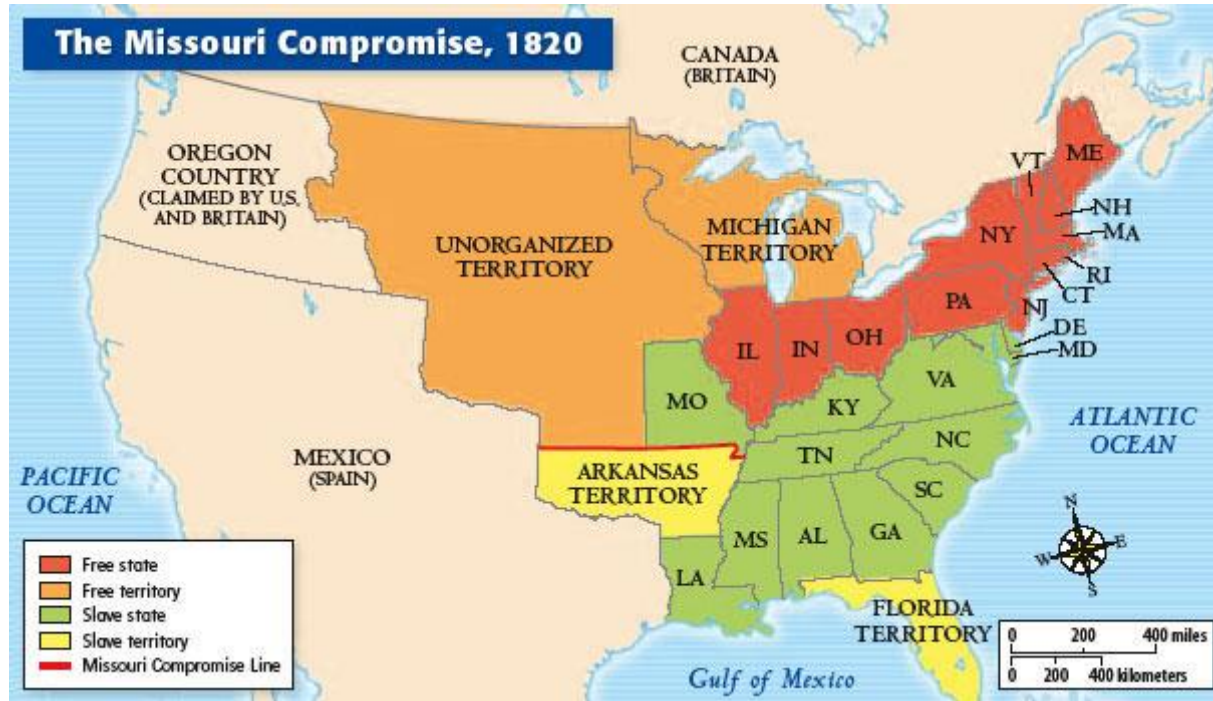 The Missouri Compromise, 1820
CANADA
(BRITAIN)
OREGON
COUNTRY
(CLAIMED BY U.S.
AND BRITAIN)
UNORGANIZED
TERRITORY
MICHIGAN
TERRITORY
VT
ME
NH
MA
NY
RI
CT
PA
NJ
DE
MD
IL
IN
OH
MO
KY
VA
ATLANTIC
OCEAN
NC
TN
SC
MEXICO
(SPAIN)
ARKANSAS
TERRITORY
PACIFIC
OCEAN
MS
AL
GA
LA
FLORIDA
TERRITORY
Gulf of Mexico
N
W
E
S
Free state
Free territory
Slave state
Slave territory
Missouri Compromise Line
0 200 400 miles
0 200 400 kilometers